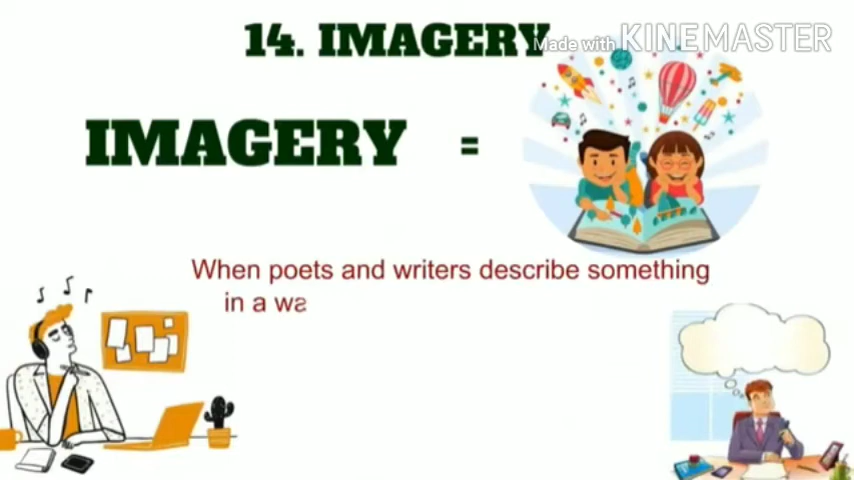 14. IMAGERY
Made with KINEMASTER
IMAGERY =
When poets and writers describe something
in a wa